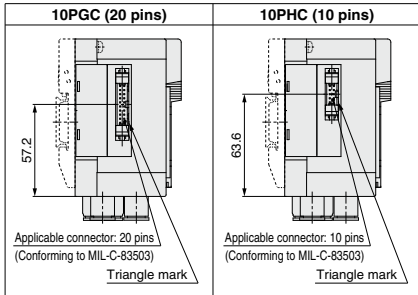 10PGC (20 pins)
57.2
Applicable connector: 20 pins
(Conforming to MIL-C-83503)
Triangle mark
10PHC (10 pins)
63.6
Applicable connector: 10 pins
(Conforming to MIL-C-83503)
Triangle mark